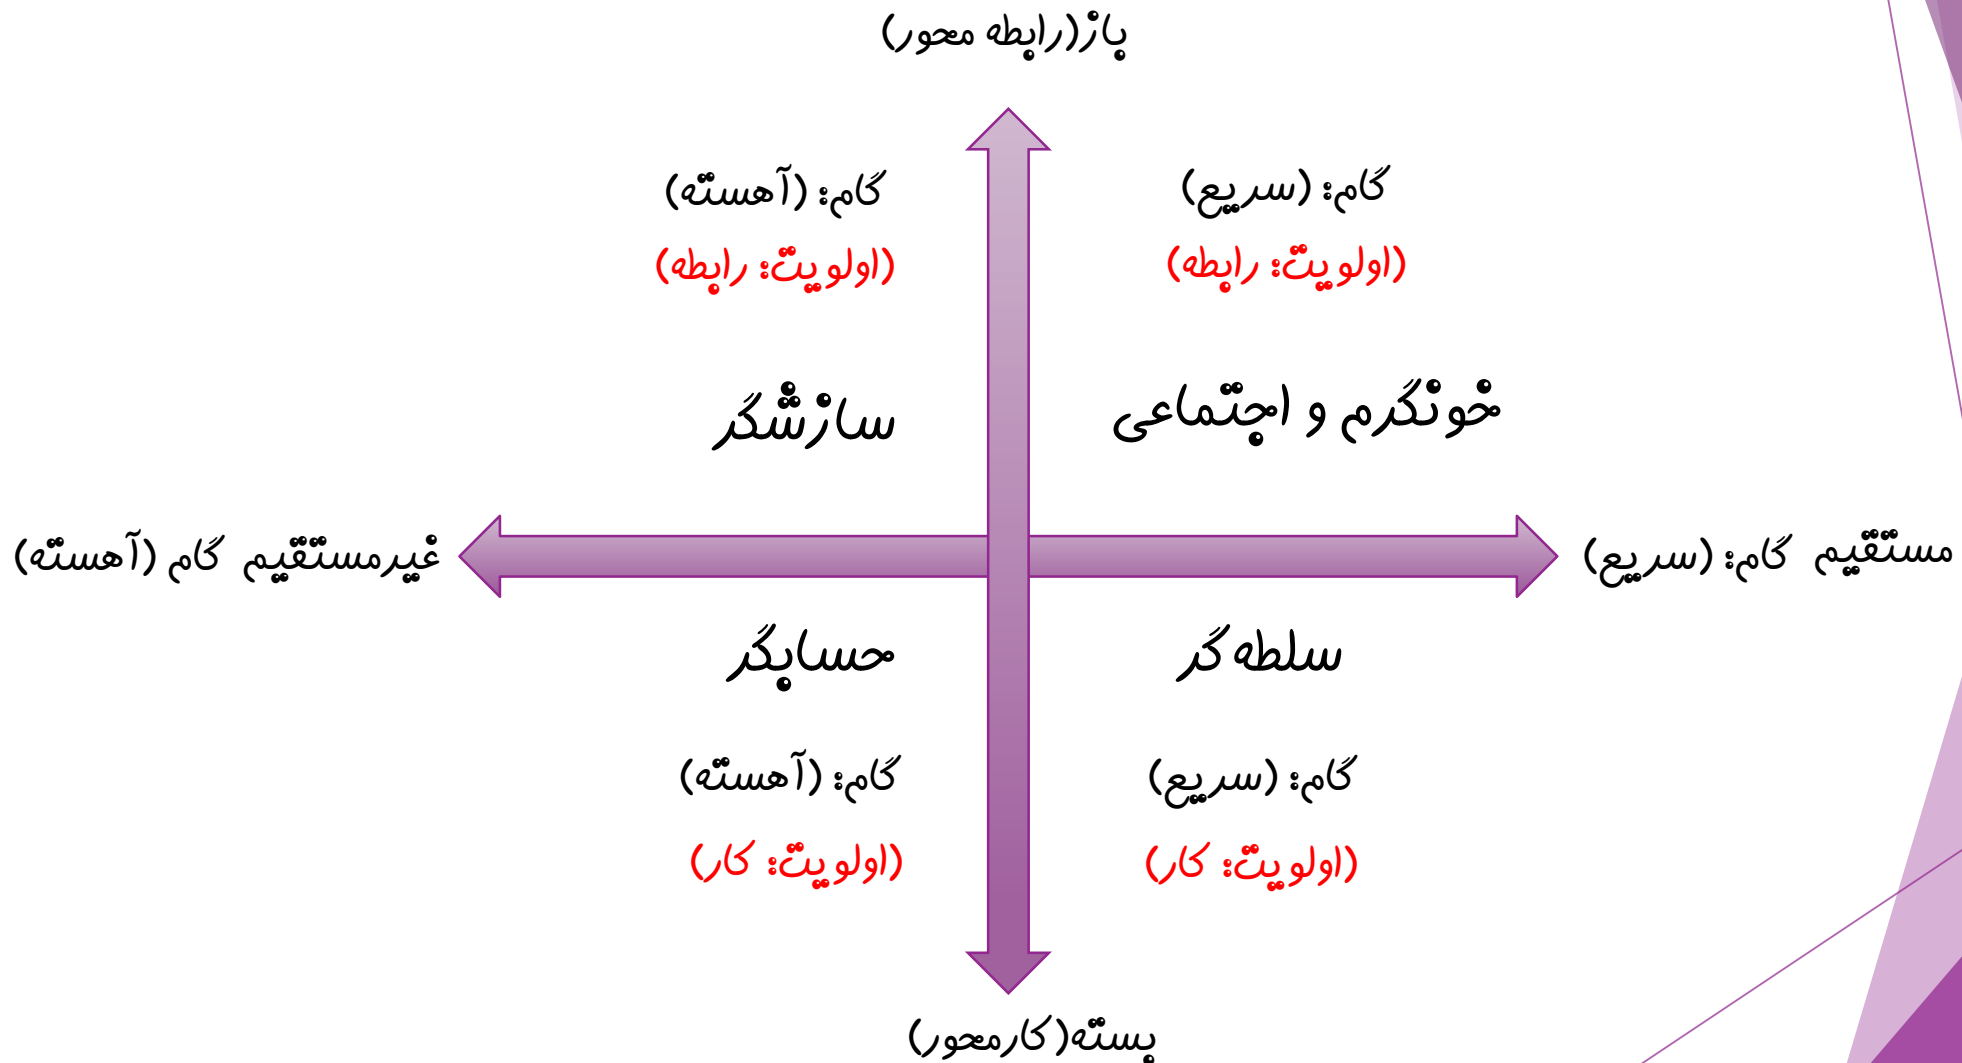 باز(رابطه محور)
گام: (سریع)
گام: (آهسته)
(اولویت: رابطه)
(اولویت: رابطه)
خونگرم و اجتماعی
سازشگر
مستقیم گام: (سریع)
غیرمستقیم گام (آهسته)
سلطه گر
حسابگر
گام: (سریع)
گام: (آهسته)
(اولویت: کار)
(اولویت: کار)
بسته(کارمحور)